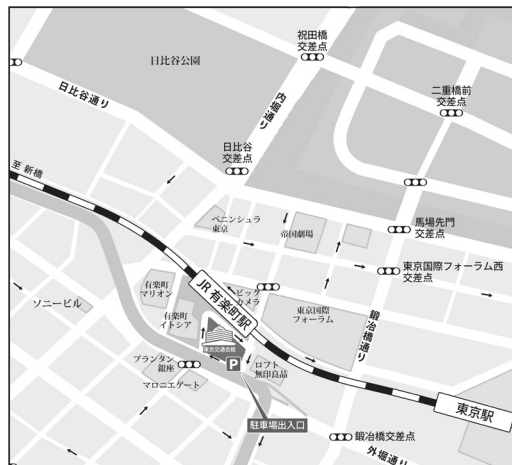 祝田橋
交差点
日比谷公園
日比谷通り
内堀通り
二重橋前
交差点
日比谷
交差点
至 新橋
ペニンシュラ
東京
帝国劇場
馬場先門
交差点
東京国際フォーラム西
交差点
有楽町
マリオン
JR 有楽町駅
ビック
カメラ
東京国際
フォーラム
鍛冶橋通り
ソニービル
有楽町
イトシア
東京交通会館
プランタン
銀座
P
ロフト
無印良品
マロニエゲート
駐車場出入口
東京駅
鍛冶橋交差点
外堀通り